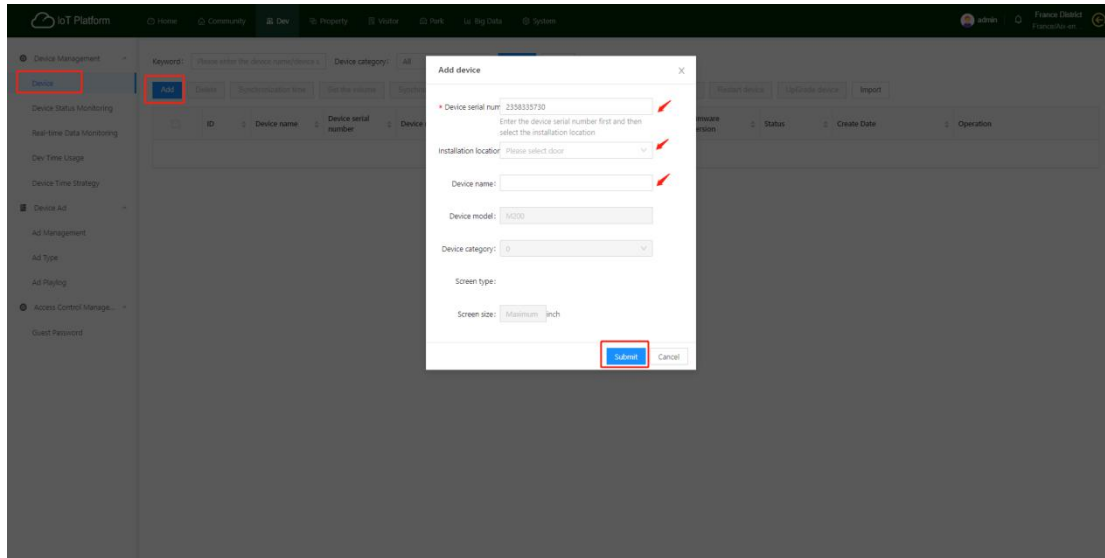 IoT Platform
Home
Community
Dev
Property
Visitor
Park
Big Data
System
admin
France District
Device Management
Device
Device Status Monitoring
Real-time Data Monitoring
Dev Time Usage
Device Time Strategy
Device Ad
Ad Management
Ad Type
Ad Playlog
Access Control Manage...
Guest Password
Keyword:
Device category: All
Add Delete Synchronization time
Restart device UpGrade device Import
ID Device name Device serial number Device
Status Create Date Operation
Add device X
* Device serial num 2358335730
Enter the device serial number first and then
select the installation location
Installation location Please select door
Device name:
Device model: M200
Device category: 0
Screen type:
Screen size: Maximum inch
Submit Cancel